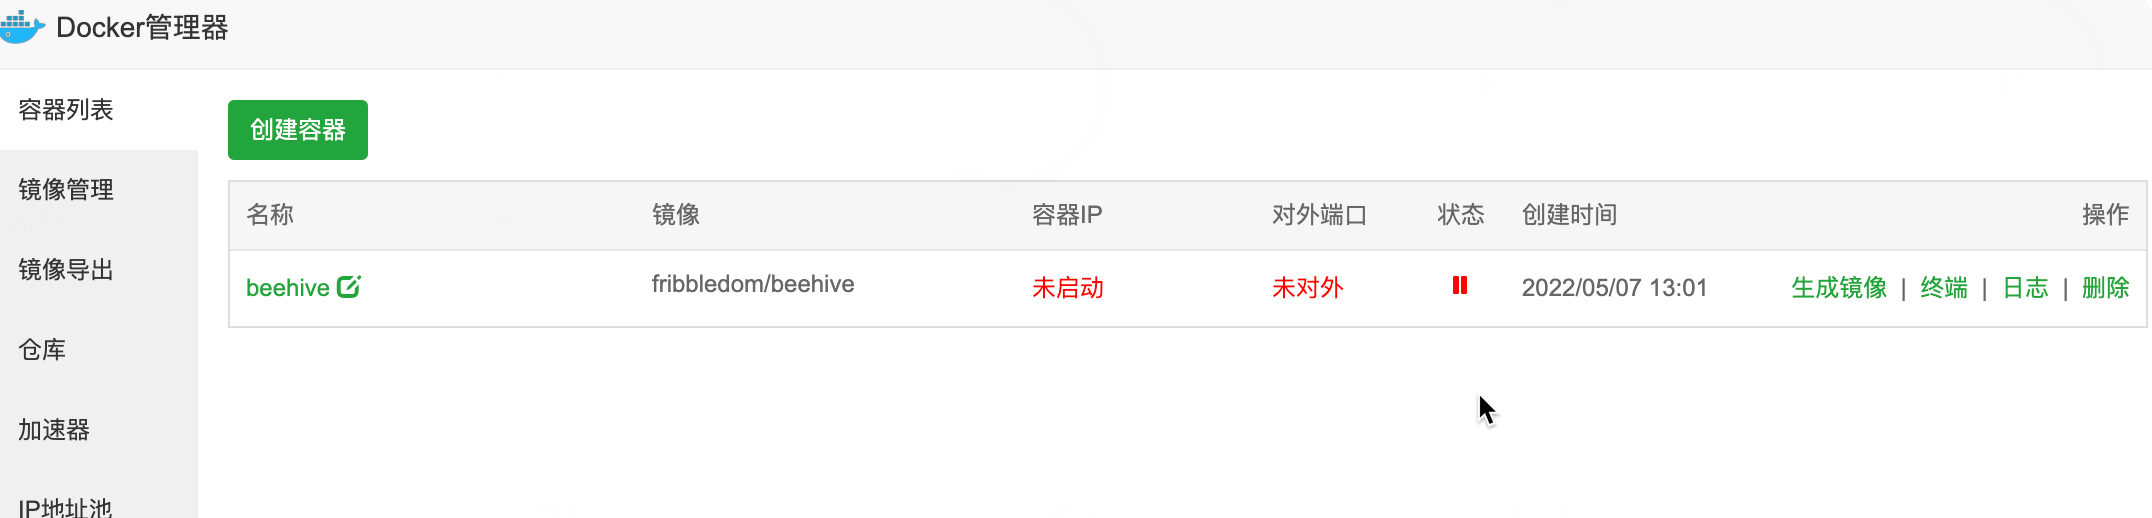 Docker管理器
容器列表
镜像管理
镜像导出
仓库
加速器
IP地址池
创建容器
名称 镜像 容器IP 对外端口 状态 创建时间 操作
beehive fribbledom/beehive 未启动 未对外 2022/05/07 13:01 生成镜像 | 终端 | 日志 | 删除